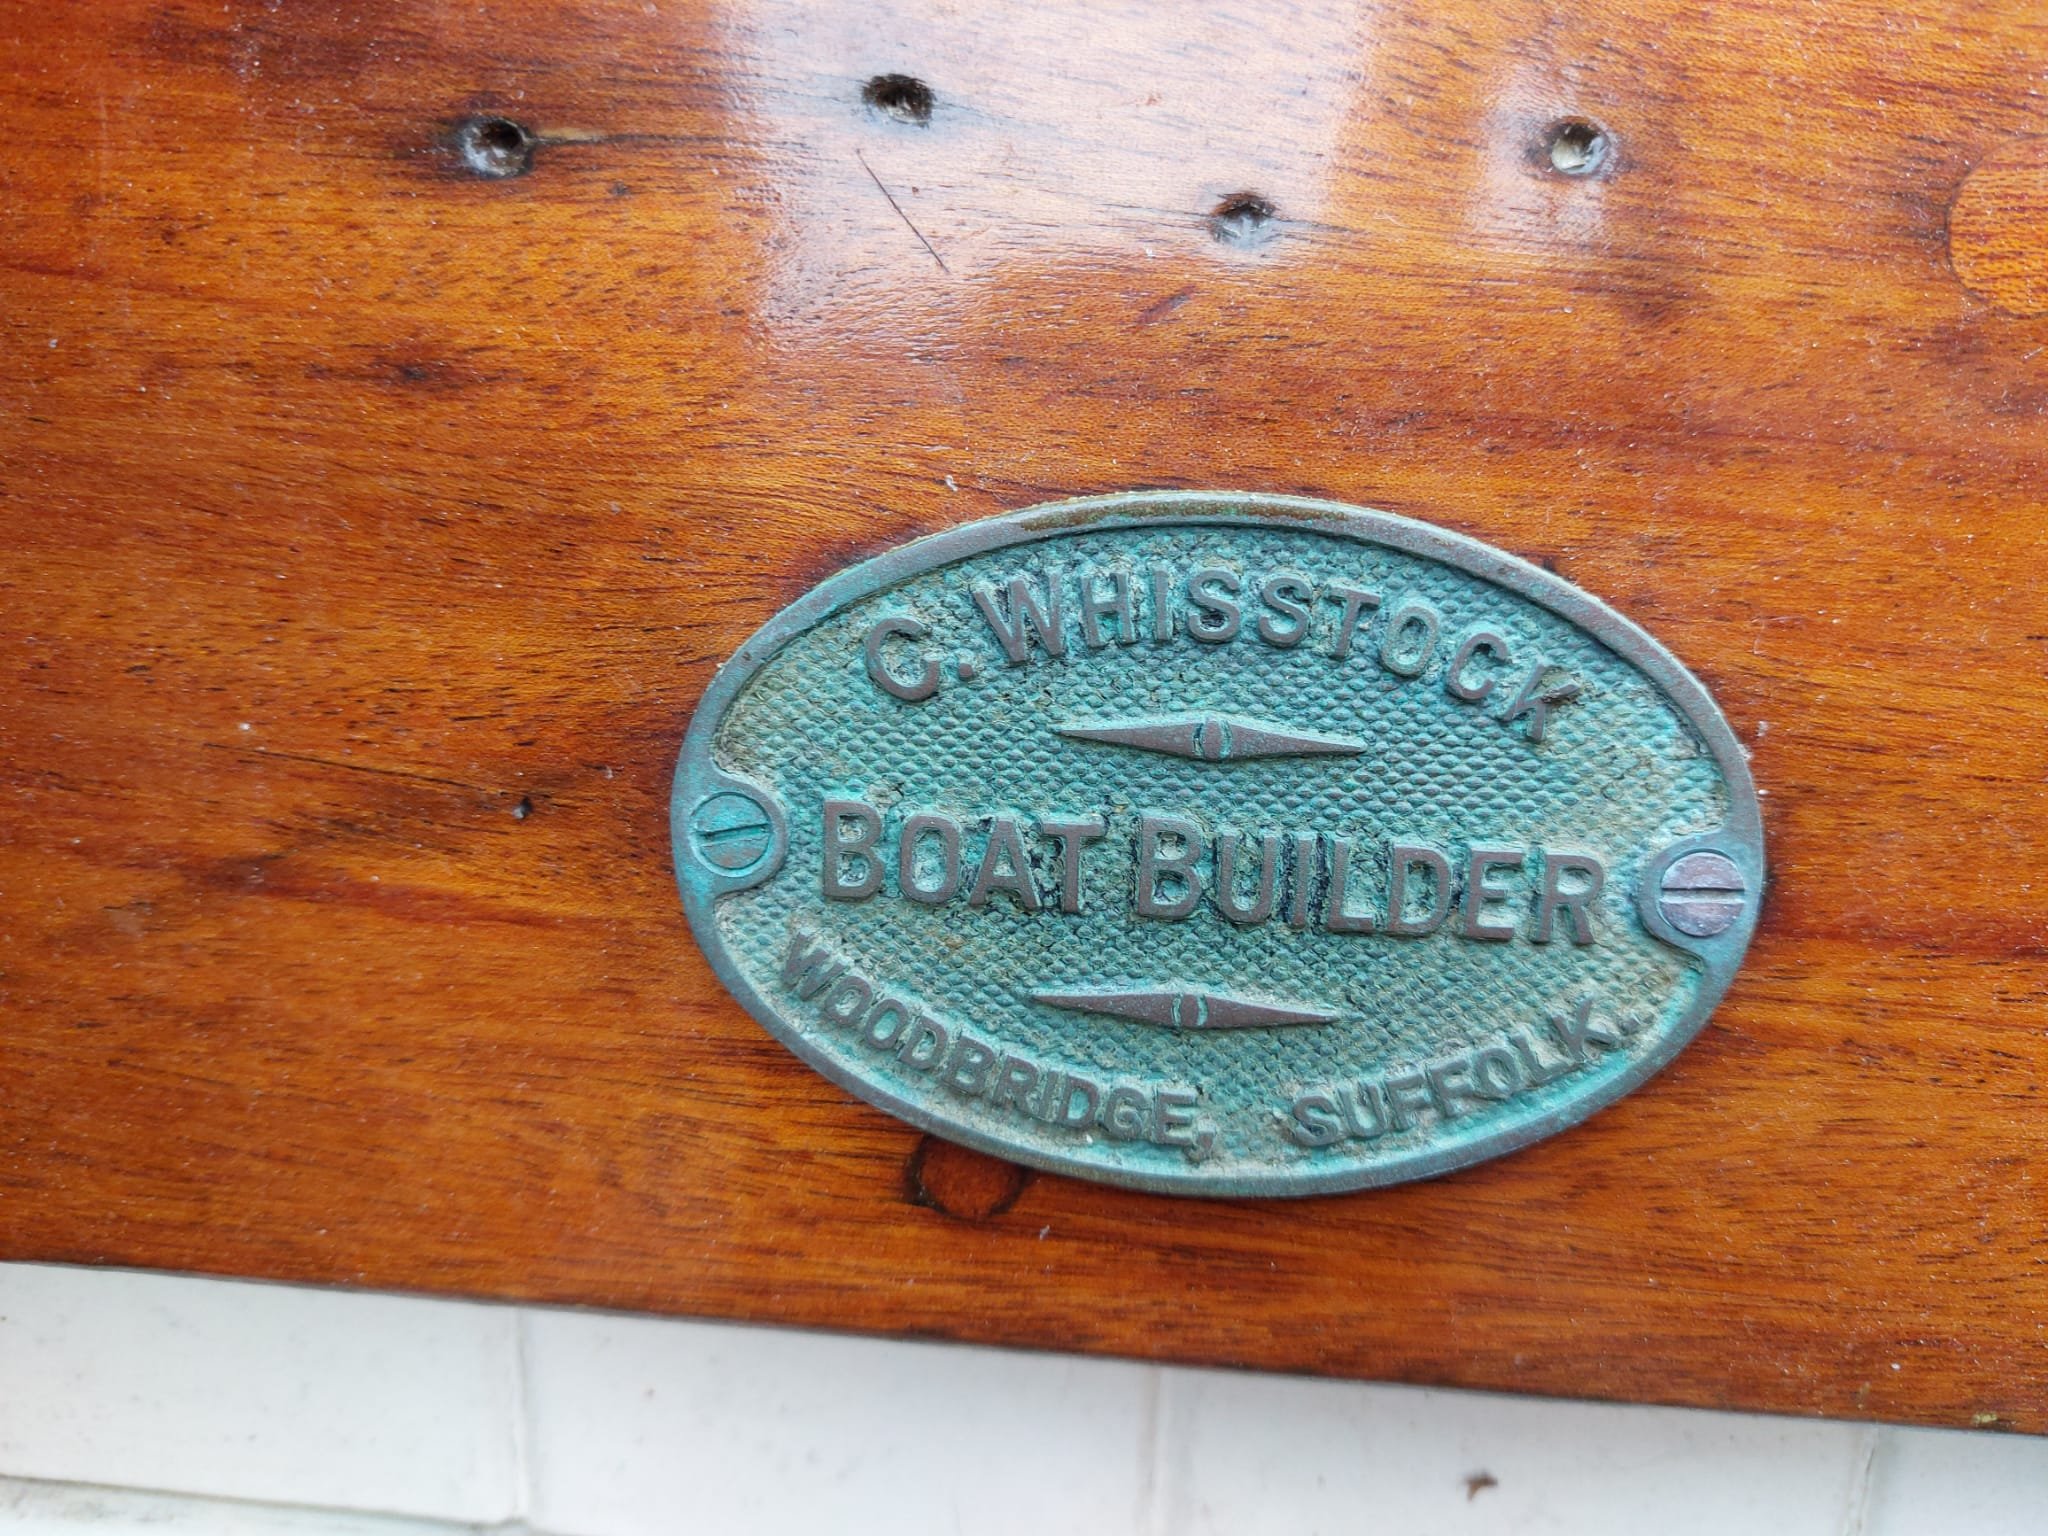 C. WHISSTOCK
BOAT BUILDER
WOODBRIDGE, SUFFOLK.